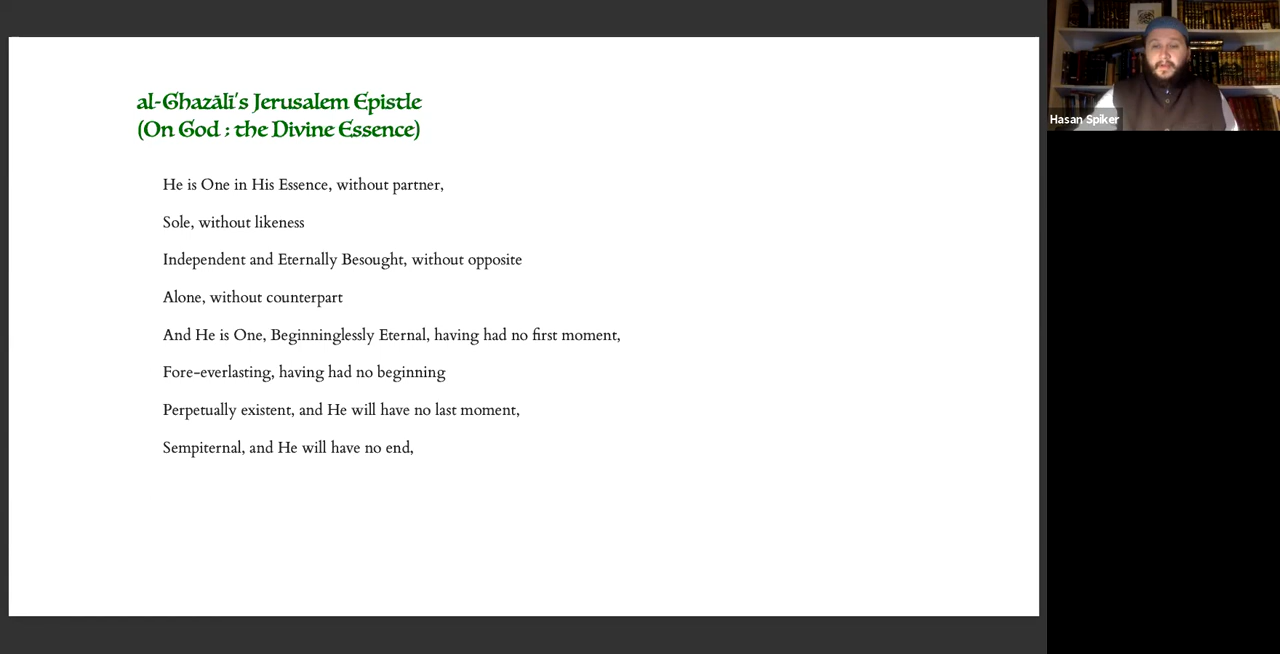 al-Ghazālī's Jerusalem Epistle
(On God ; the Divine Essence)
He is One in His Essence, without partner,
Sole, without likeness
Independent and Eternally Besought, without opposite
Alone, without counterpart
And He is One, Beginninglessly Eternal, having had no first moment,
Fore-everlasting, having had no beginning
Perpetually existent, and He will have no last moment,
Sempiternal, and He will have no end,
Hasan Spiker